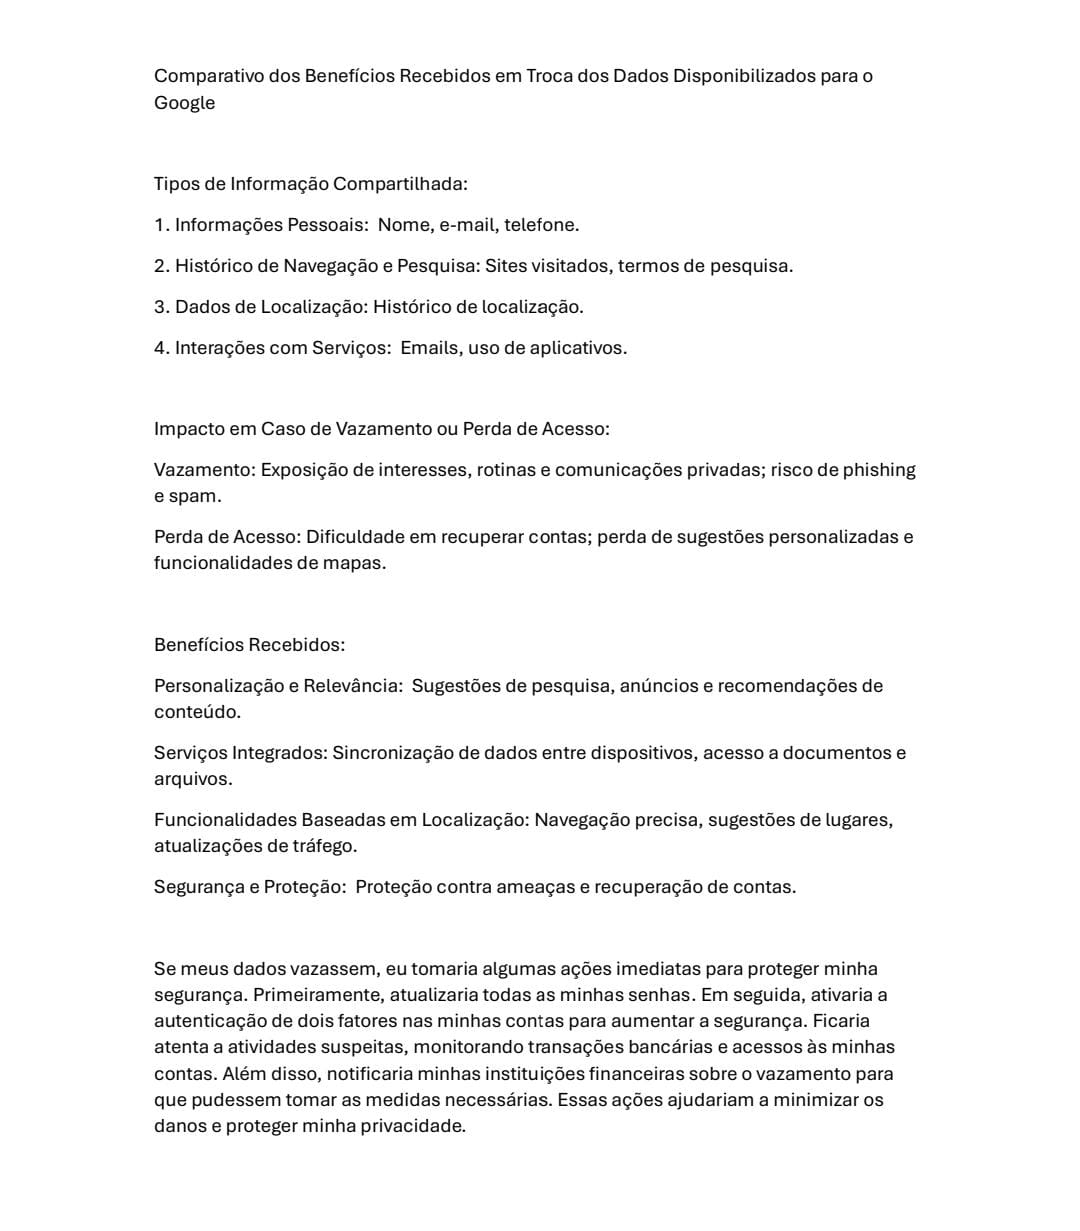 Comparativo dos Benefícios Recebidos em Troca dos Dados Disponibilizados para o
Google
Tipos de Informação Compartilhada:
1. Informações Pessoais:  Nome, e-mail, telefone.
2. Histórico de Navegação e Pesquisa: Sites visitados, termos de pesquisa.
3. Dados de Localização: Histórico de localização.
4. Interações com Serviços:  Emails, uso de aplicativos.
Impacto em Caso de Vazamento ou Perda de Acesso:
Vazamento: Exposição de interesses, rotinas e comunicações privadas; risco de phishing
e spam.
Perda de Acesso: Dificuldade em recuperar contas; perda de sugestões personalizadas e
funcionalidades de mapas.
Benefícios Recebidos:
Personalização e Relevância:  Sugestões de pesquisa, anúncios e recomendações de
conteúdo.
Serviços Integrados: Sincronização de dados entre dispositivos, acesso a documentos e
arquivos.
Funcionalidades Baseadas em Localização: Navegação precisa, sugestões de lugares,
atualizações de tráfego.
Segurança e Proteção:  Proteção contra ameaças e recuperação de contas.
Se meus dados vazassem, eu tomaria algumas ações imediatas para proteger minha
segurança. Primeiramente, atualizaria todas as minhas senhas. Em seguida, ativaria a
autenticação de dois fatores nas minhas contas para aumentar a segurança. Ficaria
atenta a atividades suspeitas, monitorando transações bancárias e acessos às minhas
contas. Além disso, notificaria minhas instituições financeiras sobre o vazamento para
que pudessem tomar as medidas necessárias. Essas ações ajudariam a minimizar os
danos e proteger minha privacidade.